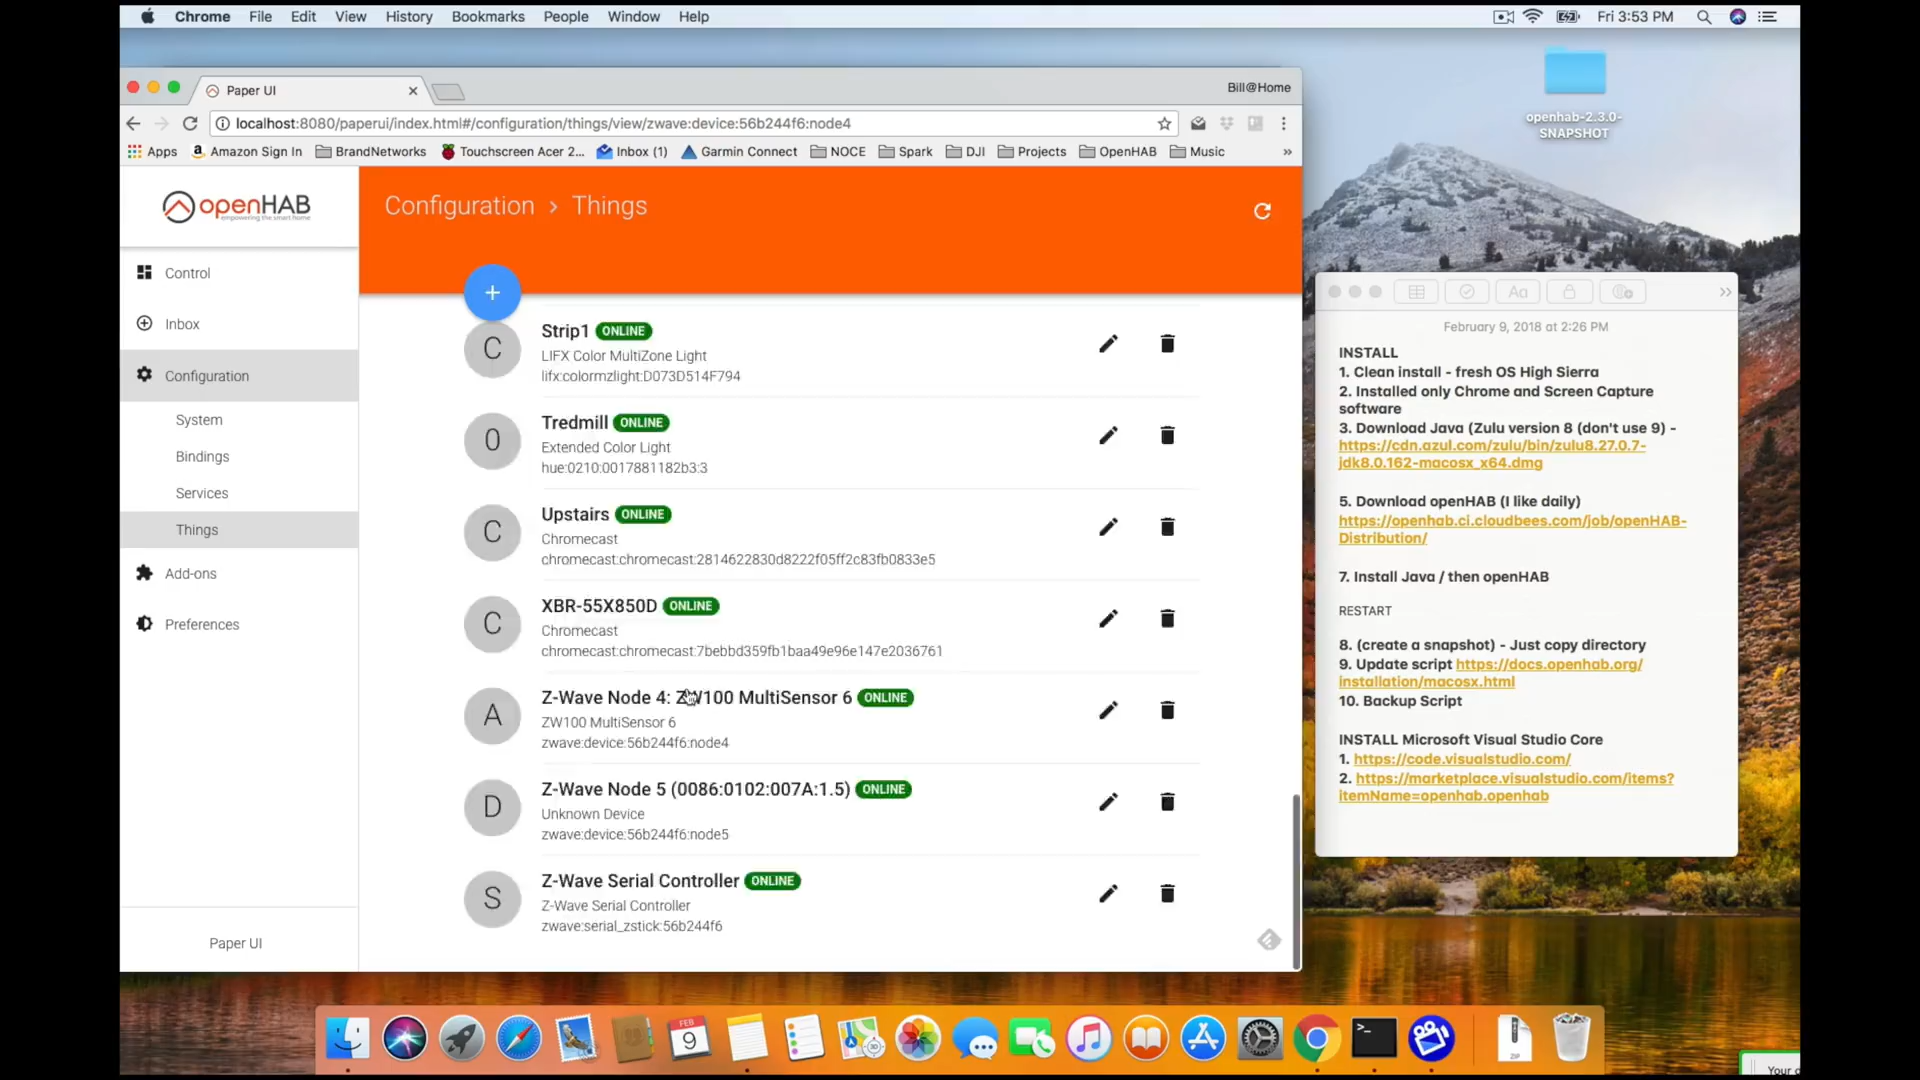 Chrome File Edit View History Bookmarks People Window Help
Fri 3:53 PM
Paper UI
Bill@Home
localhost:8080/paperui/index.html#/configuration/things/view/zwave:device:56b244f6:node4
Apps Amazon Sign In BrandNetworks Touchscreen Acer 2... Inbox (1) Garmin Connect NOCE Spark DJI Projects OpenHAB Music »
openHAB
empowering the smart home
Configuration › Things
Control
Inbox
Configuration
System
Bindings
Services
Things
Add-ons
Preferences
Paper UI
+
C
Strip1 ONLINE
LIFX Color MultiZone Light
lifx:colormzlight:D073D514F794
0
Tredmill ONLINE
Extended Color Light
hue:0210:0017881182b3:3
C
Upstairs ONLINE
Chromecast
chromecast:chromecast:2814622830d8222f05ff2c83fb0833e5
C
XBR-55X850D ONLINE
Chromecast
chromecast:chromecast:7bebbd359fb1baa49e96e147e2036761
A
Z-Wave Node 4: ZW100 MultiSensor 6 ONLINE
ZW100 MultiSensor 6
zwave:device:56b244f6:node4
D
Z-Wave Node 5 (0086:0102:007A:1.5) ONLINE
Unknown Device
zwave:device:56b244f6:node5
S
Z-Wave Serial Controller ONLINE
Z-Wave Serial Controller
zwave:serial_zstick:56b244f6
openhab-2.3.0-
SNAPSHOT
Aa
»
February 9, 2018 at 2:26 PM
INSTALL
1. Clean install - fresh OS High Sierra
2. Installed only Chrome and Screen Capture
software
3. Download Java (Zulu version 8 (don't use 9) -
https://cdn.azul.com/zulu/bin/zulu8.27.0.7-
jdk8.0.162-macosx_x64.dmg
5. Download openHAB (I like daily)
https://openhab.ci.cloudbees.com/job/openHAB-
Distribution/
7. Install Java / then openHAB
RESTART
8. (create a snapshot) - Just copy directory
9. Update script https://docs.openhab.org/
installation/macosx.html
10. Backup Script
INSTALL Microsoft Visual Studio Core
1. https://code.visualstudio.com/
2. https://marketplace.visualstudio.com/items?
itemName=openhab.openhab
FEB
9
>_
ZIP
Your